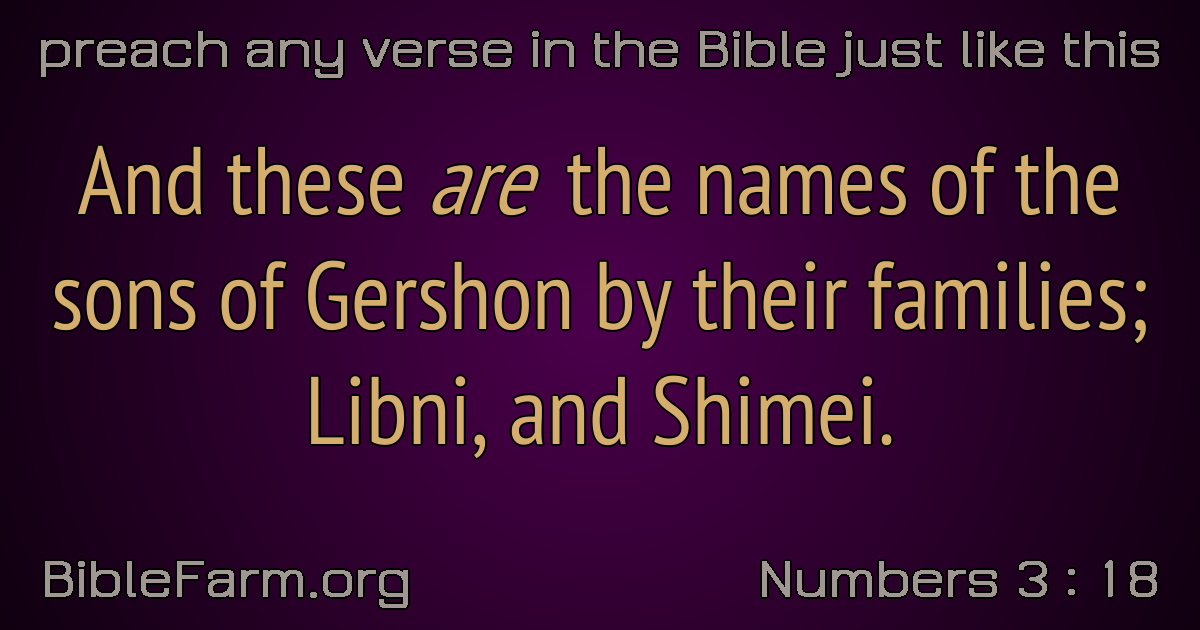 preach any verse in the Bible just like this
And these are the names of the
sons of Gershon by their families;
Libni, and Shimei.
BibleFarm.org
Numbers 3 : 18